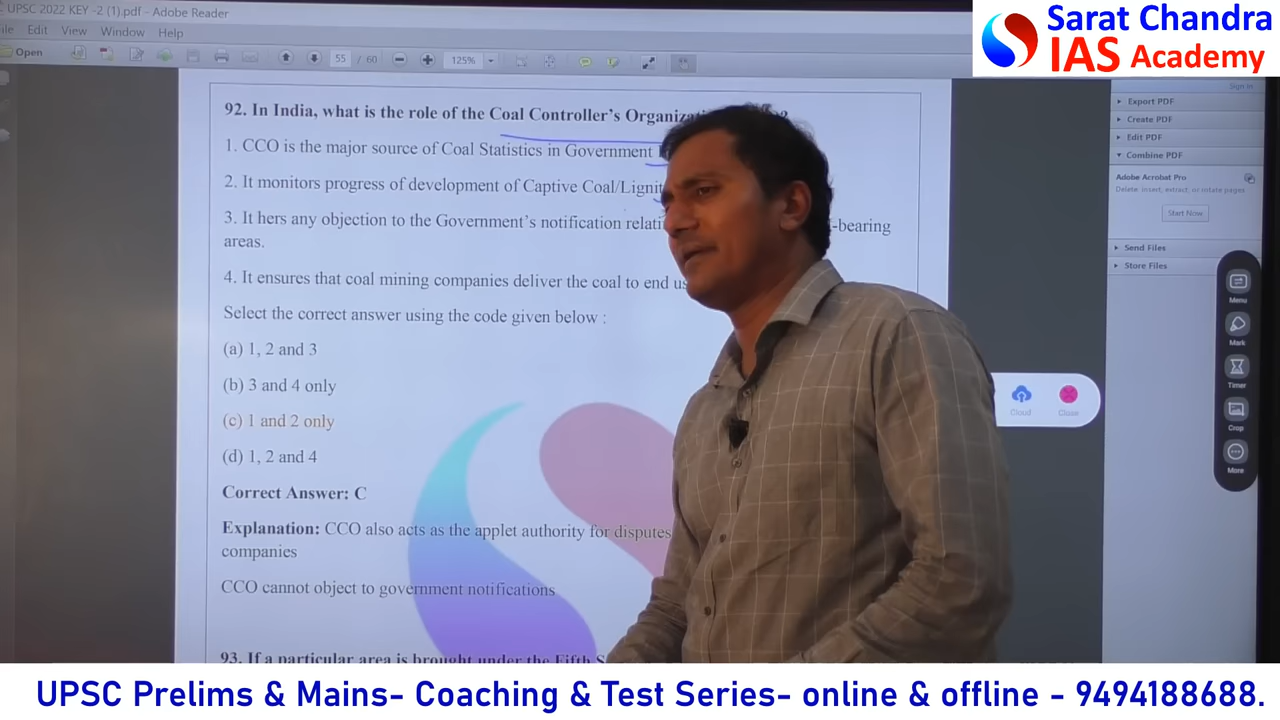 UPSC 2022 KEY -2 (1).pdf - Adobe Reader
Edit View Window Help
Open 55 / 60 125%
Sarat Chandra
IAS Academy
Sign In
Export PDF
Create PDF
Edit PDF
Combine PDF
Adobe Acrobat Pro
Delete, insert, extract, or rotate pages
Start Now
Send Files
Store Files
92. In India, what is the role of the Coal Controller's
1. CCO is the major source of Coal Statistics in Government
2. It monitors progress of development of Captive
3. It hers any objection to the Government's notification -bearing
areas.
4. It ensures that coal mining companies deliver the coal to end
Select the correct answer using the code given below :
(a) 1, 2 and 3
(b) 3 and 4 only
(c) 1 and 2 only
(d) 1, 2 and 4
Correct Answer: C
Explanation: CCO also acts as the applet authority for disputes
companies
CCO cannot object to government notifications
93. If a particular area is brought under the Fifth
Menu
Mark
Timer
Crop
More
Cloud
Close
UPSC Prelims & Mains- Coaching & Test Series- online & offline - 9494188688.